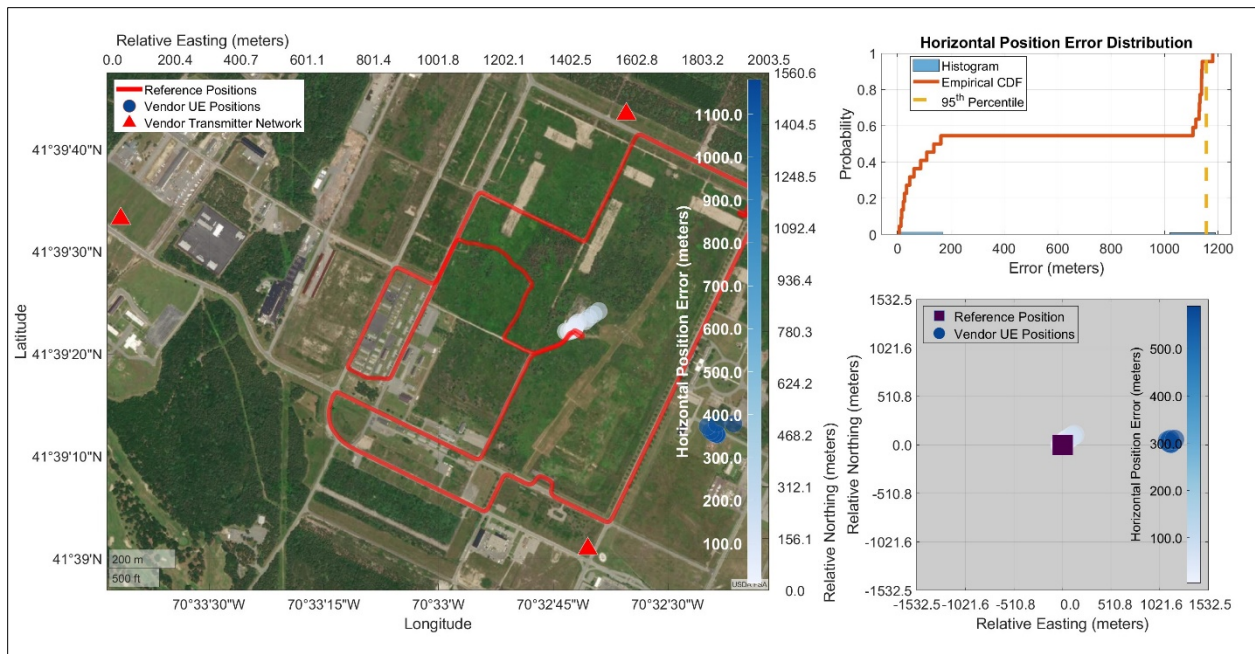 Relative Easting (meters)
0.0 200.4 400.7 601.1 801.4 1001.8 1202.1 1402.5 1602.8 1803.2 2003.5
Reference Positions
Vendor UE Positions
Vendor Transmitter Network
41°39'40"N
41°39'30"N
41°39'20"N
41°39'10"N
41°39'N
Latitude
200 m
500 ft
70°33'30"W 70°33'15"W 70°33'W 70°32'45"W 70°32'30"W
Longitude
Horizontal Position Error (meters)
1100.0
1000.0
900.0
800.0
700.0
600.0
500.0
400.0
300.0
200.0
100.0
1560.6
1404.5
1248.5
1092.4
936.4
780.3
624.2
468.2
312.1
156.1
0.0
Relative Northing (meters)
Horizontal Position Error Distribution
Histogram
Empirical CDF
95th Percentile
1
0.8
0.6
0.4
0.2
0
Probability
0 200 400 600 800 1000 1200
Error (meters)
Reference Position
Vendor UE Positions
1532.5
1021.6
510.8
0.0
-510.8
-1021.6
-1532.5
Relative Northing (meters)
Horizontal Position Error (meters)
500.0
400.0
300.0
200.0
100.0
-1532.5 -1021.6 -510.8 0.0 510.8 1021.6 1532.5
Relative Easting (meters)